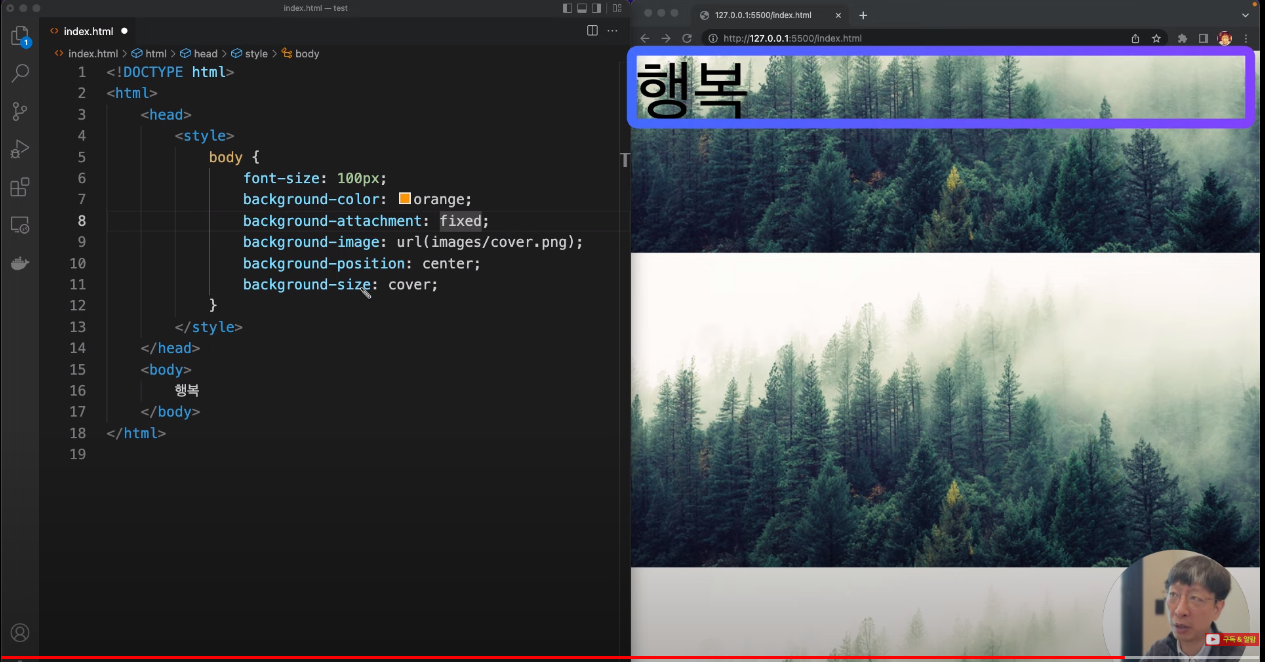 index.html — test
index.html
index.html > html > head > style > body
1 <!DOCTYPE html>
2 <html>
3 <head>
4 <style>
5 body {
6 font-size: 100px;
7 background-color: orange;
8 background-attachment: fixed;
9 background-image: url(images/cover.png);
10 background-position: center;
11 background-size: cover;
12 }
13 </style>
14 </head>
15 <body>
16 행복
17 </body>
18 </html>
19
1
T
127.0.0.1:5500/index.html
http://127.0.0.1:5500/index.html
행복
구독 & 알림